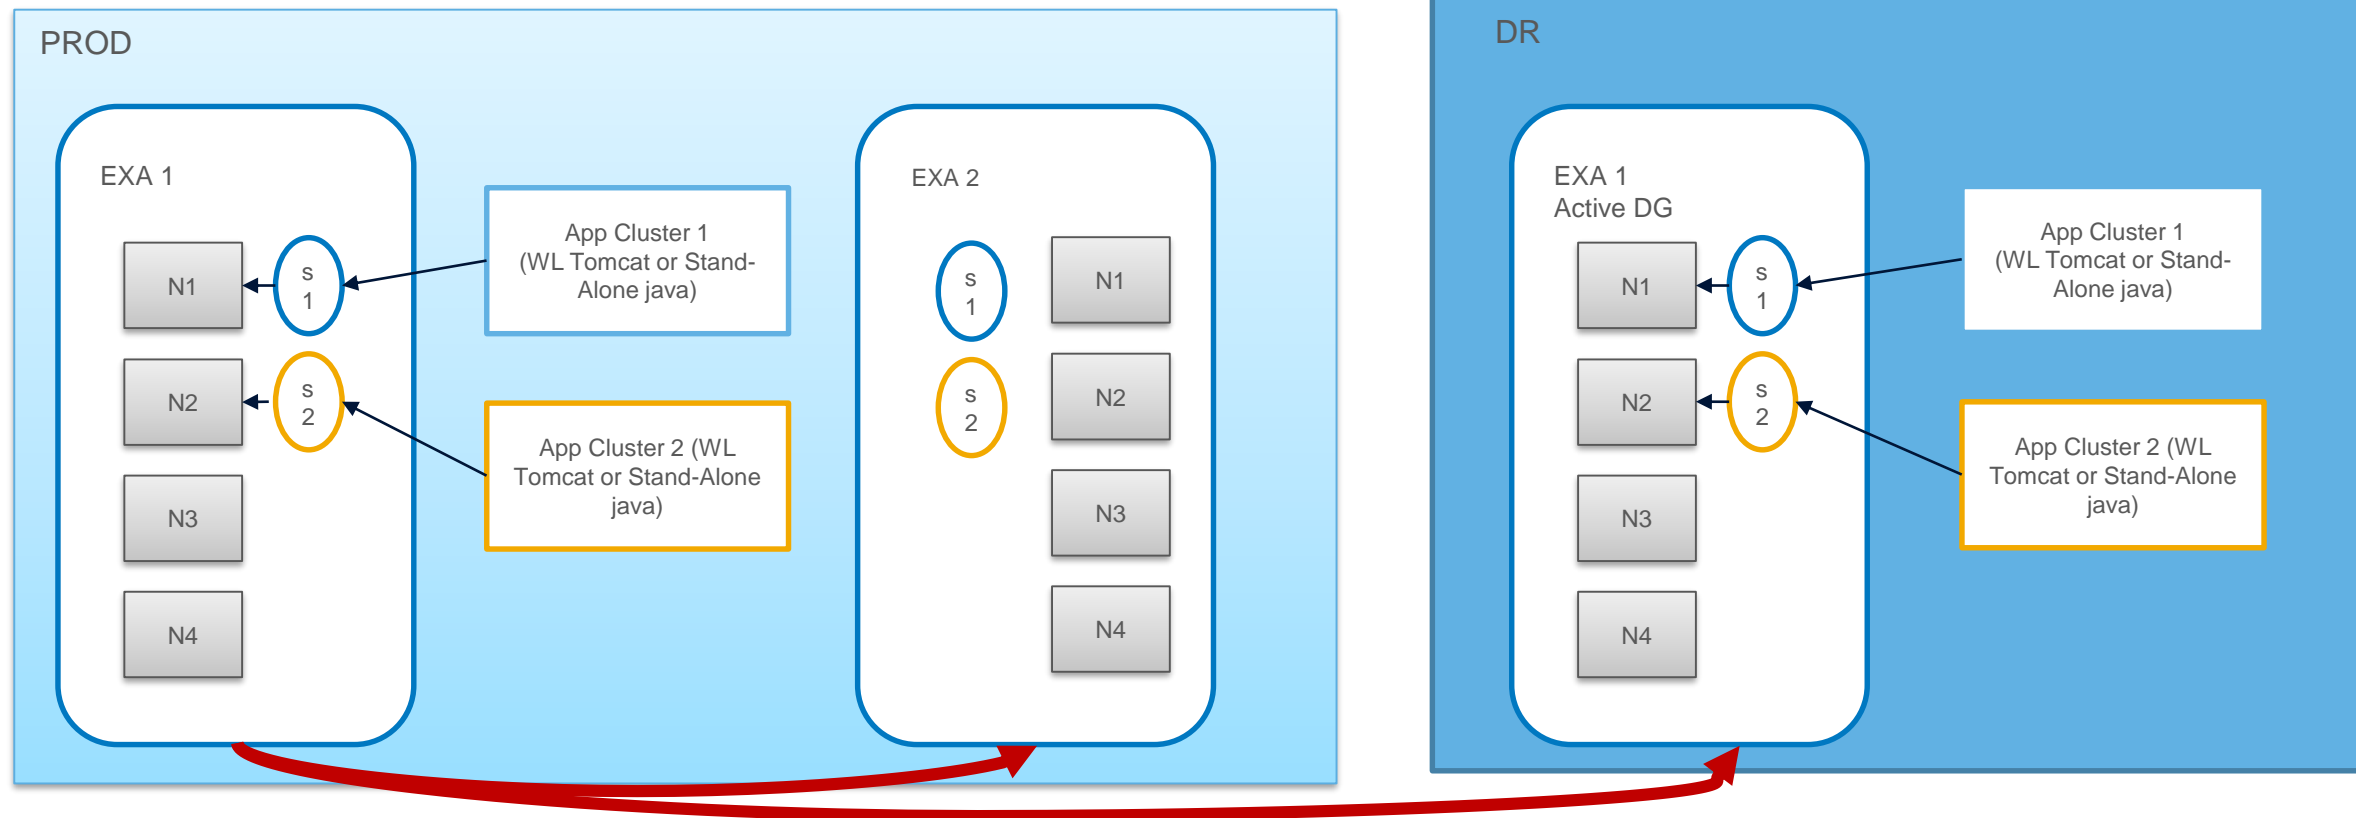 PROD
EXA 1
N1
s
1
N2
s
2
N3
N4
App Cluster 1
(WL Tomcat or Stand-
Alone java)
App Cluster 2 (WL
Tomcat or Stand-Alone
java)
EXA 2
s
1
s
2
N1
N2
N3
N4
DR
EXA 1
Active DG
N1
s
1
N2
s
2
N3
N4
App Cluster 1
(WL Tomcat or Stand-
Alone java)
App Cluster 2 (WL
Tomcat or Stand-Alone
java)